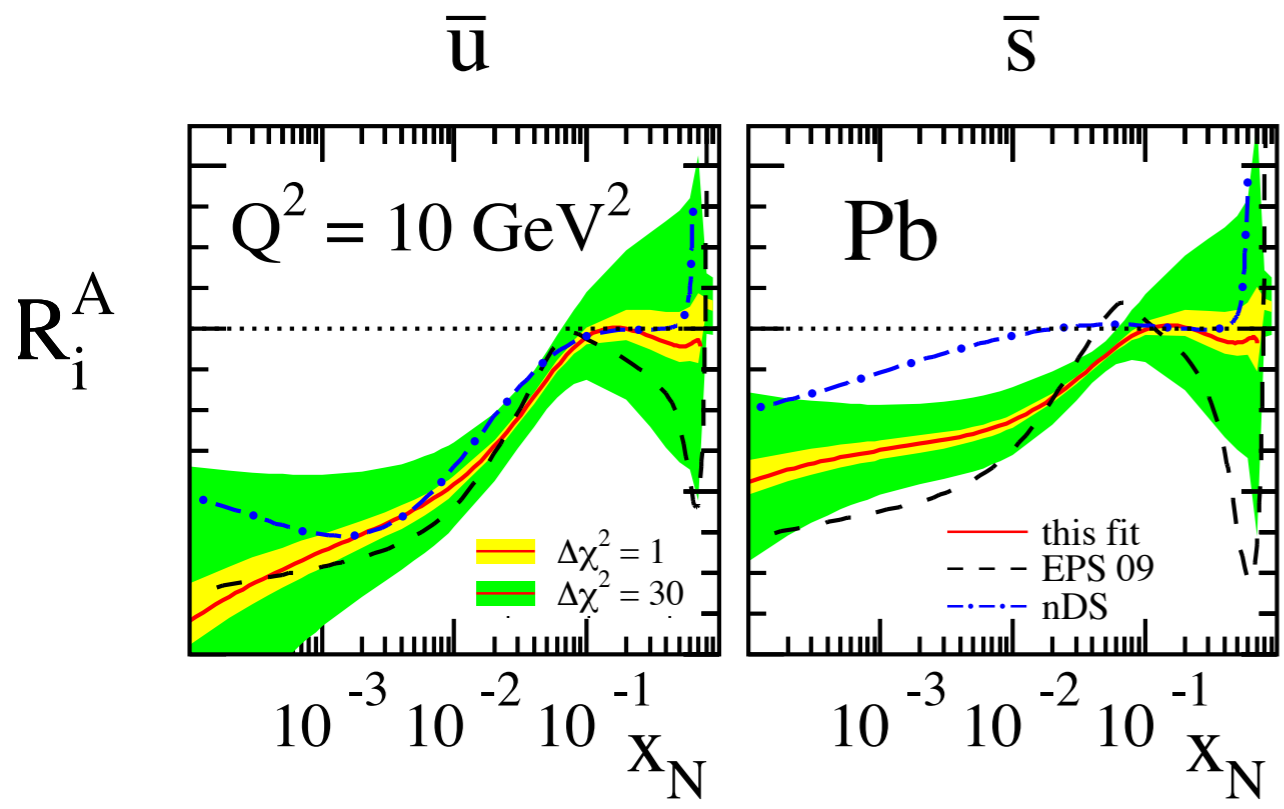 u̅ s̅
Q² = 10 GeV² Pb
R_i^A
Δχ² = 1
Δχ² = 30
this fit
EPS 09
nDS
10⁻³ 10⁻² 10⁻¹ 10⁻³ 10⁻² 10⁻¹
x_N x_N